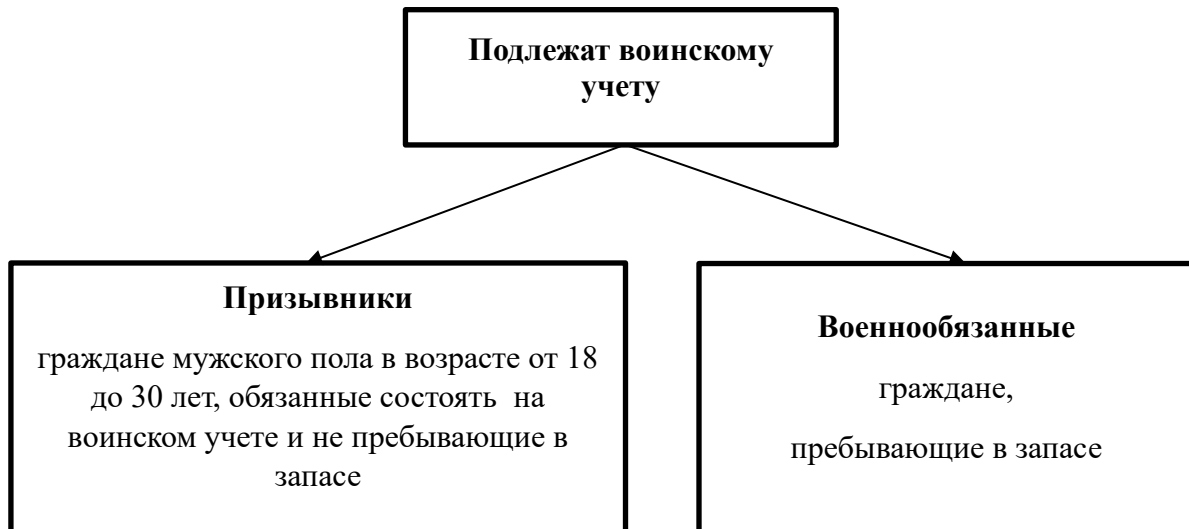 Подлежат воинскому
учету
Призывники
граждане мужского пола в возрасте от 18
до 30 лет, обязанные состоять  на
воинском учете и не пребывающие в
запасе
Военнообязанные
граждане,
пребывающие в запасе